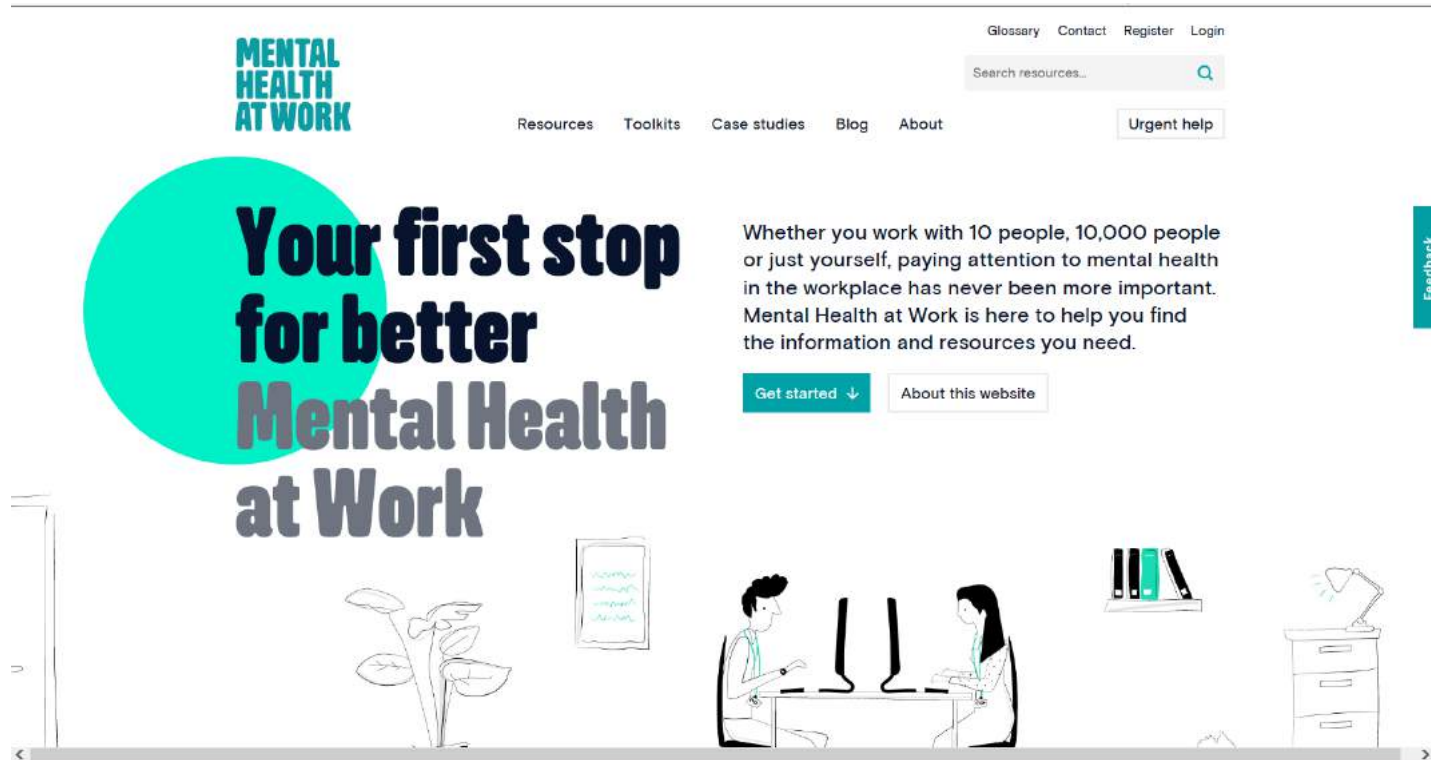 MENTAL
HEALTH
AT WORK
Glossary Contact Register Login
Search resources...
Resources Toolkits Case studies Blog About Urgent help
Your first stop
for better
Mental Health
at Work
Whether you work with 10 people, 10,000 people
or just yourself, paying attention to mental health
in the workplace has never been more important.
Mental Health at Work is here to help you find
the information and resources you need.
Get started ↓ About this website
Feedback